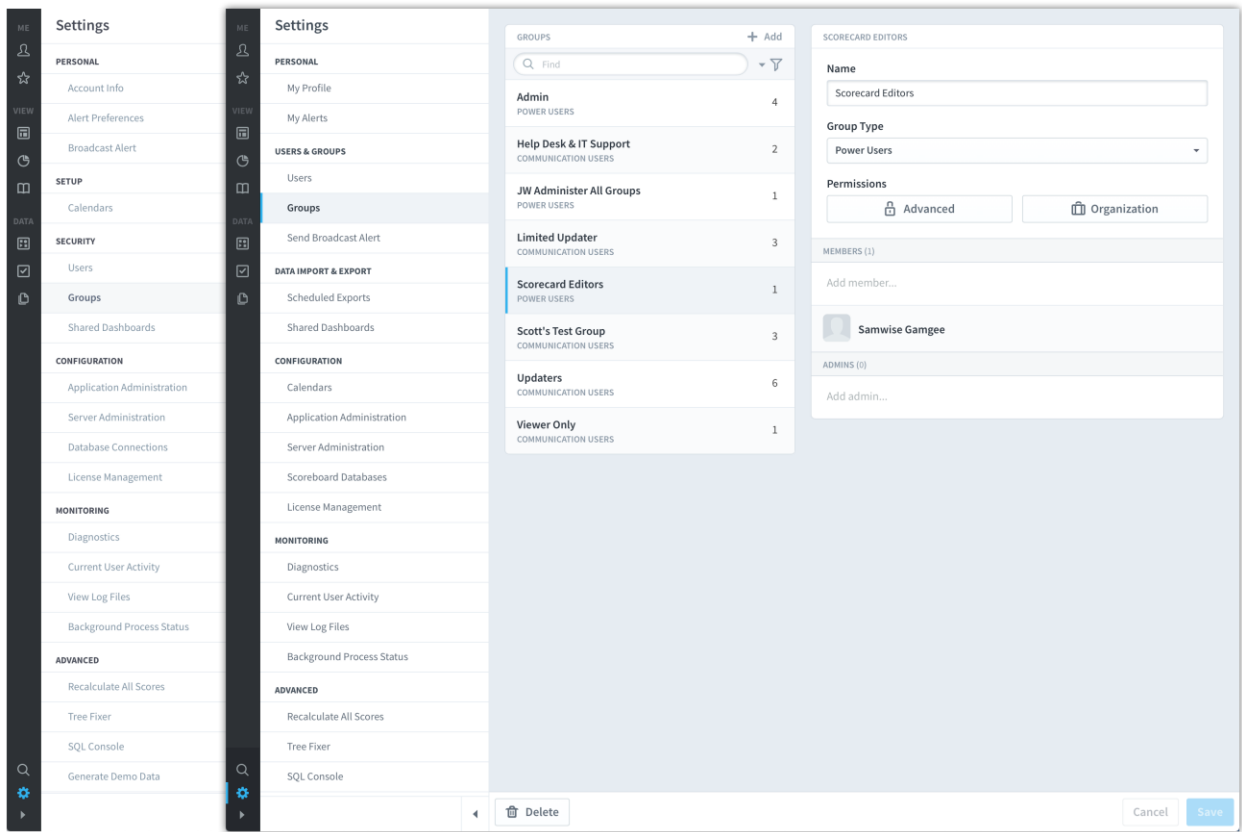 ME
VIEW
DATA
Settings
PERSONAL
Account Info
Alert Preferences
Broadcast Alert
SETUP
Calendars
SECURITY
Users
Groups
Shared Dashboards
CONFIGURATION
Application Administration
Server Administration
Database Connections
License Management
MONITORING
Diagnostics
Current User Activity
View Log Files
Background Process Status
ADVANCED
Recalculate All Scores
Tree Fixer
SQL Console
Generate Demo Data
ME
VIEW
DATA
Settings
PERSONAL
My Profile
My Alerts
USERS & GROUPS
Users
Groups
Send Broadcast Alert
DATA IMPORT & EXPORT
Scheduled Exports
Shared Dashboards
CONFIGURATION
Calendars
Application Administration
Server Administration
Scoreboard Databases
License Management
MONITORING
Diagnostics
Current User Activity
View Log Files
Background Process Status
ADVANCED
Recalculate All Scores
Tree Fixer
SQL Console
GROUPS + Add
Find
Admin 4
POWER USERS
Help Desk & IT Support 2
COMMUNICATION USERS
JW Administer All Groups 1
POWER USERS
Limited Updater 3
COMMUNICATION USERS
Scorecard Editors 1
POWER USERS
Scott's Test Group 3
COMMUNICATION USERS
Updaters 6
COMMUNICATION USERS
Viewer Only 1
COMMUNICATION USERS
SCORECARD EDITORS
Name
Scorecard Editors
Group Type
Power Users
Permissions
Advanced Organization
MEMBERS (1)
Add member...
Samwise Gamgee
ADMINS (0)
Add admin...
Delete Cancel Save